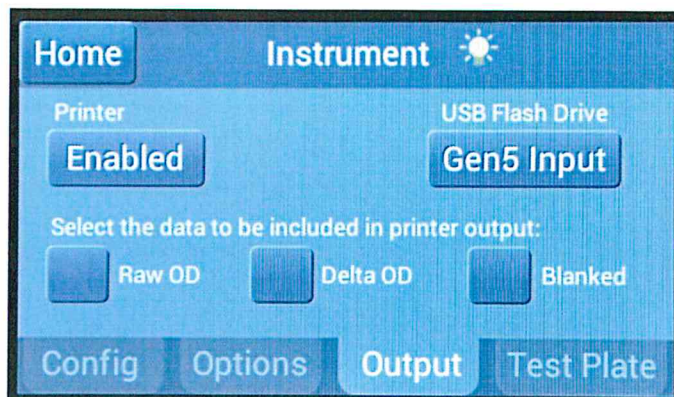 Home Instrument
Printer USB Flash Drive
Enabled Gen5 Input
Select the data to be included in printer output:
Raw OD Delta OD Blanked
Config Options Output Test Plate